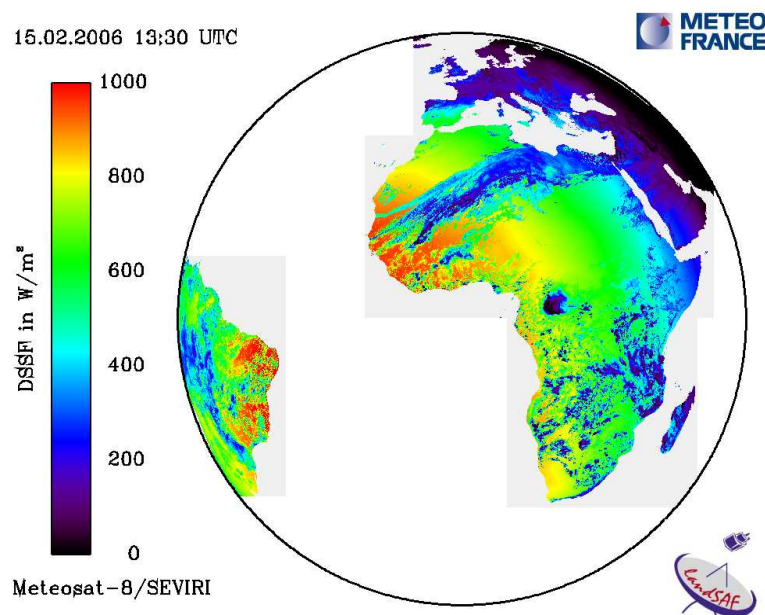 15.02.2006 13:30 UTC
METEO
FRANCE
1000
800
600
400
200
0
DSSF in W/m²
Meteosat-8/SEVIRI
LandSAF